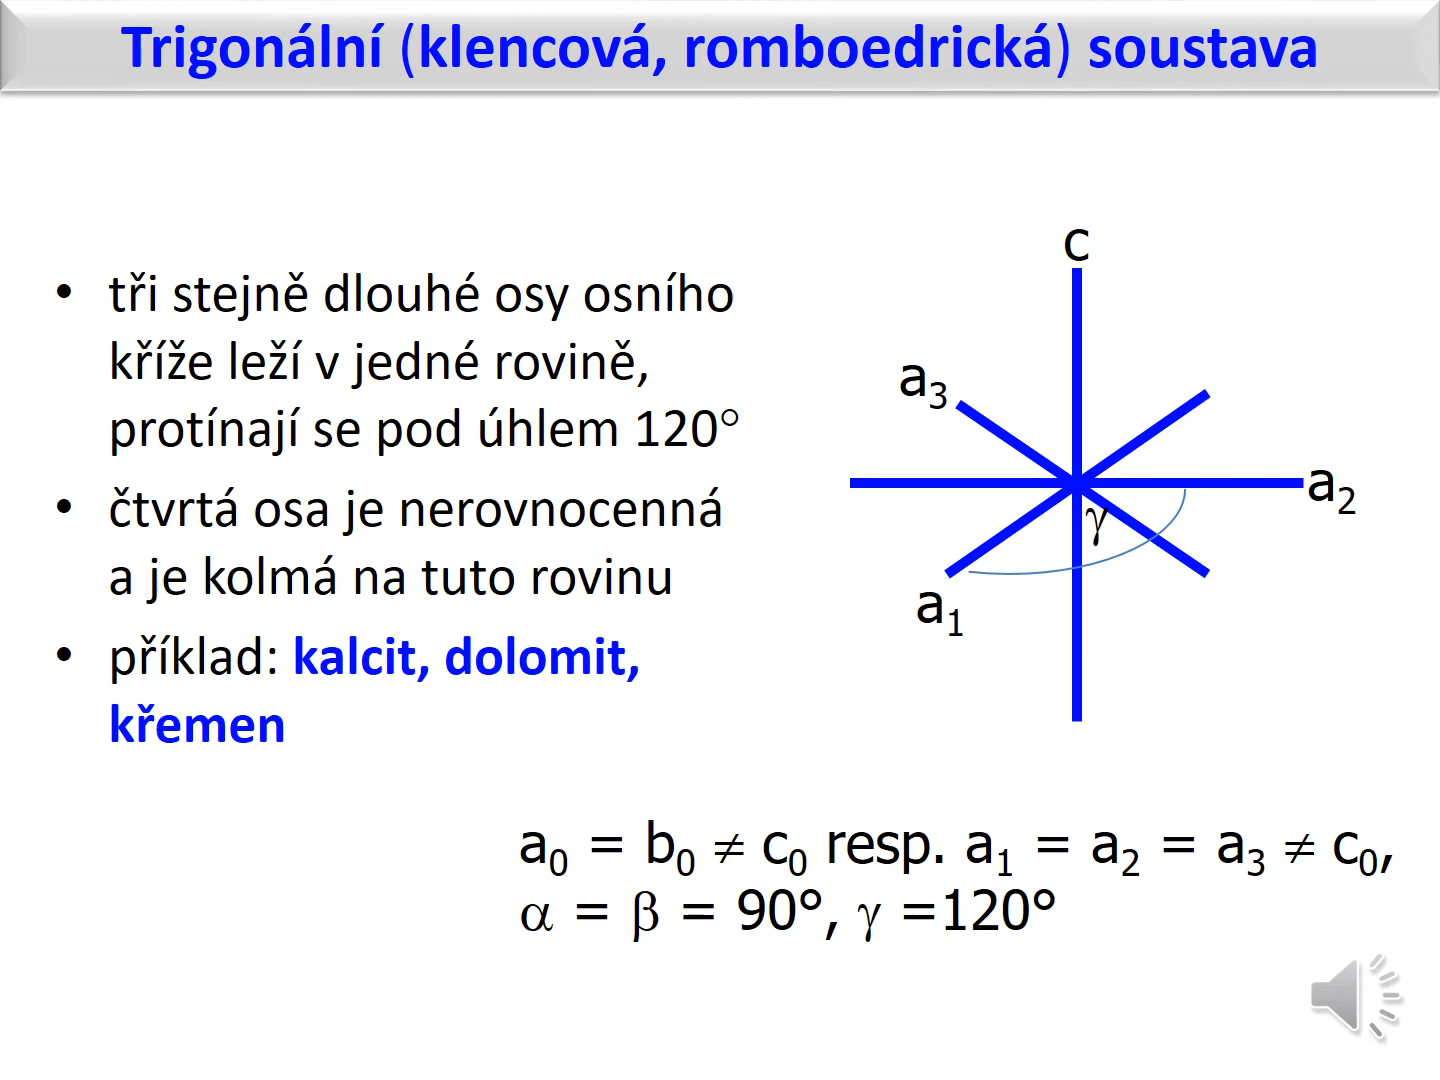 Trigonální (klencová, romboedrická) soustava
• tři stejně dlouhé osy osního
kříže leží v jedné rovině,
protínají se pod úhlem 120°
• čtvrtá osa je nerovnocenná
a je kolmá na tuto rovinu
• příklad: kalcit, dolomit,
křemen
c
a₃
a₂
γ
a₁
a₀ = b₀ ≠ c₀ resp. a₁ = a₂ = a₃ ≠ c₀,
α = β = 90°, γ =120°